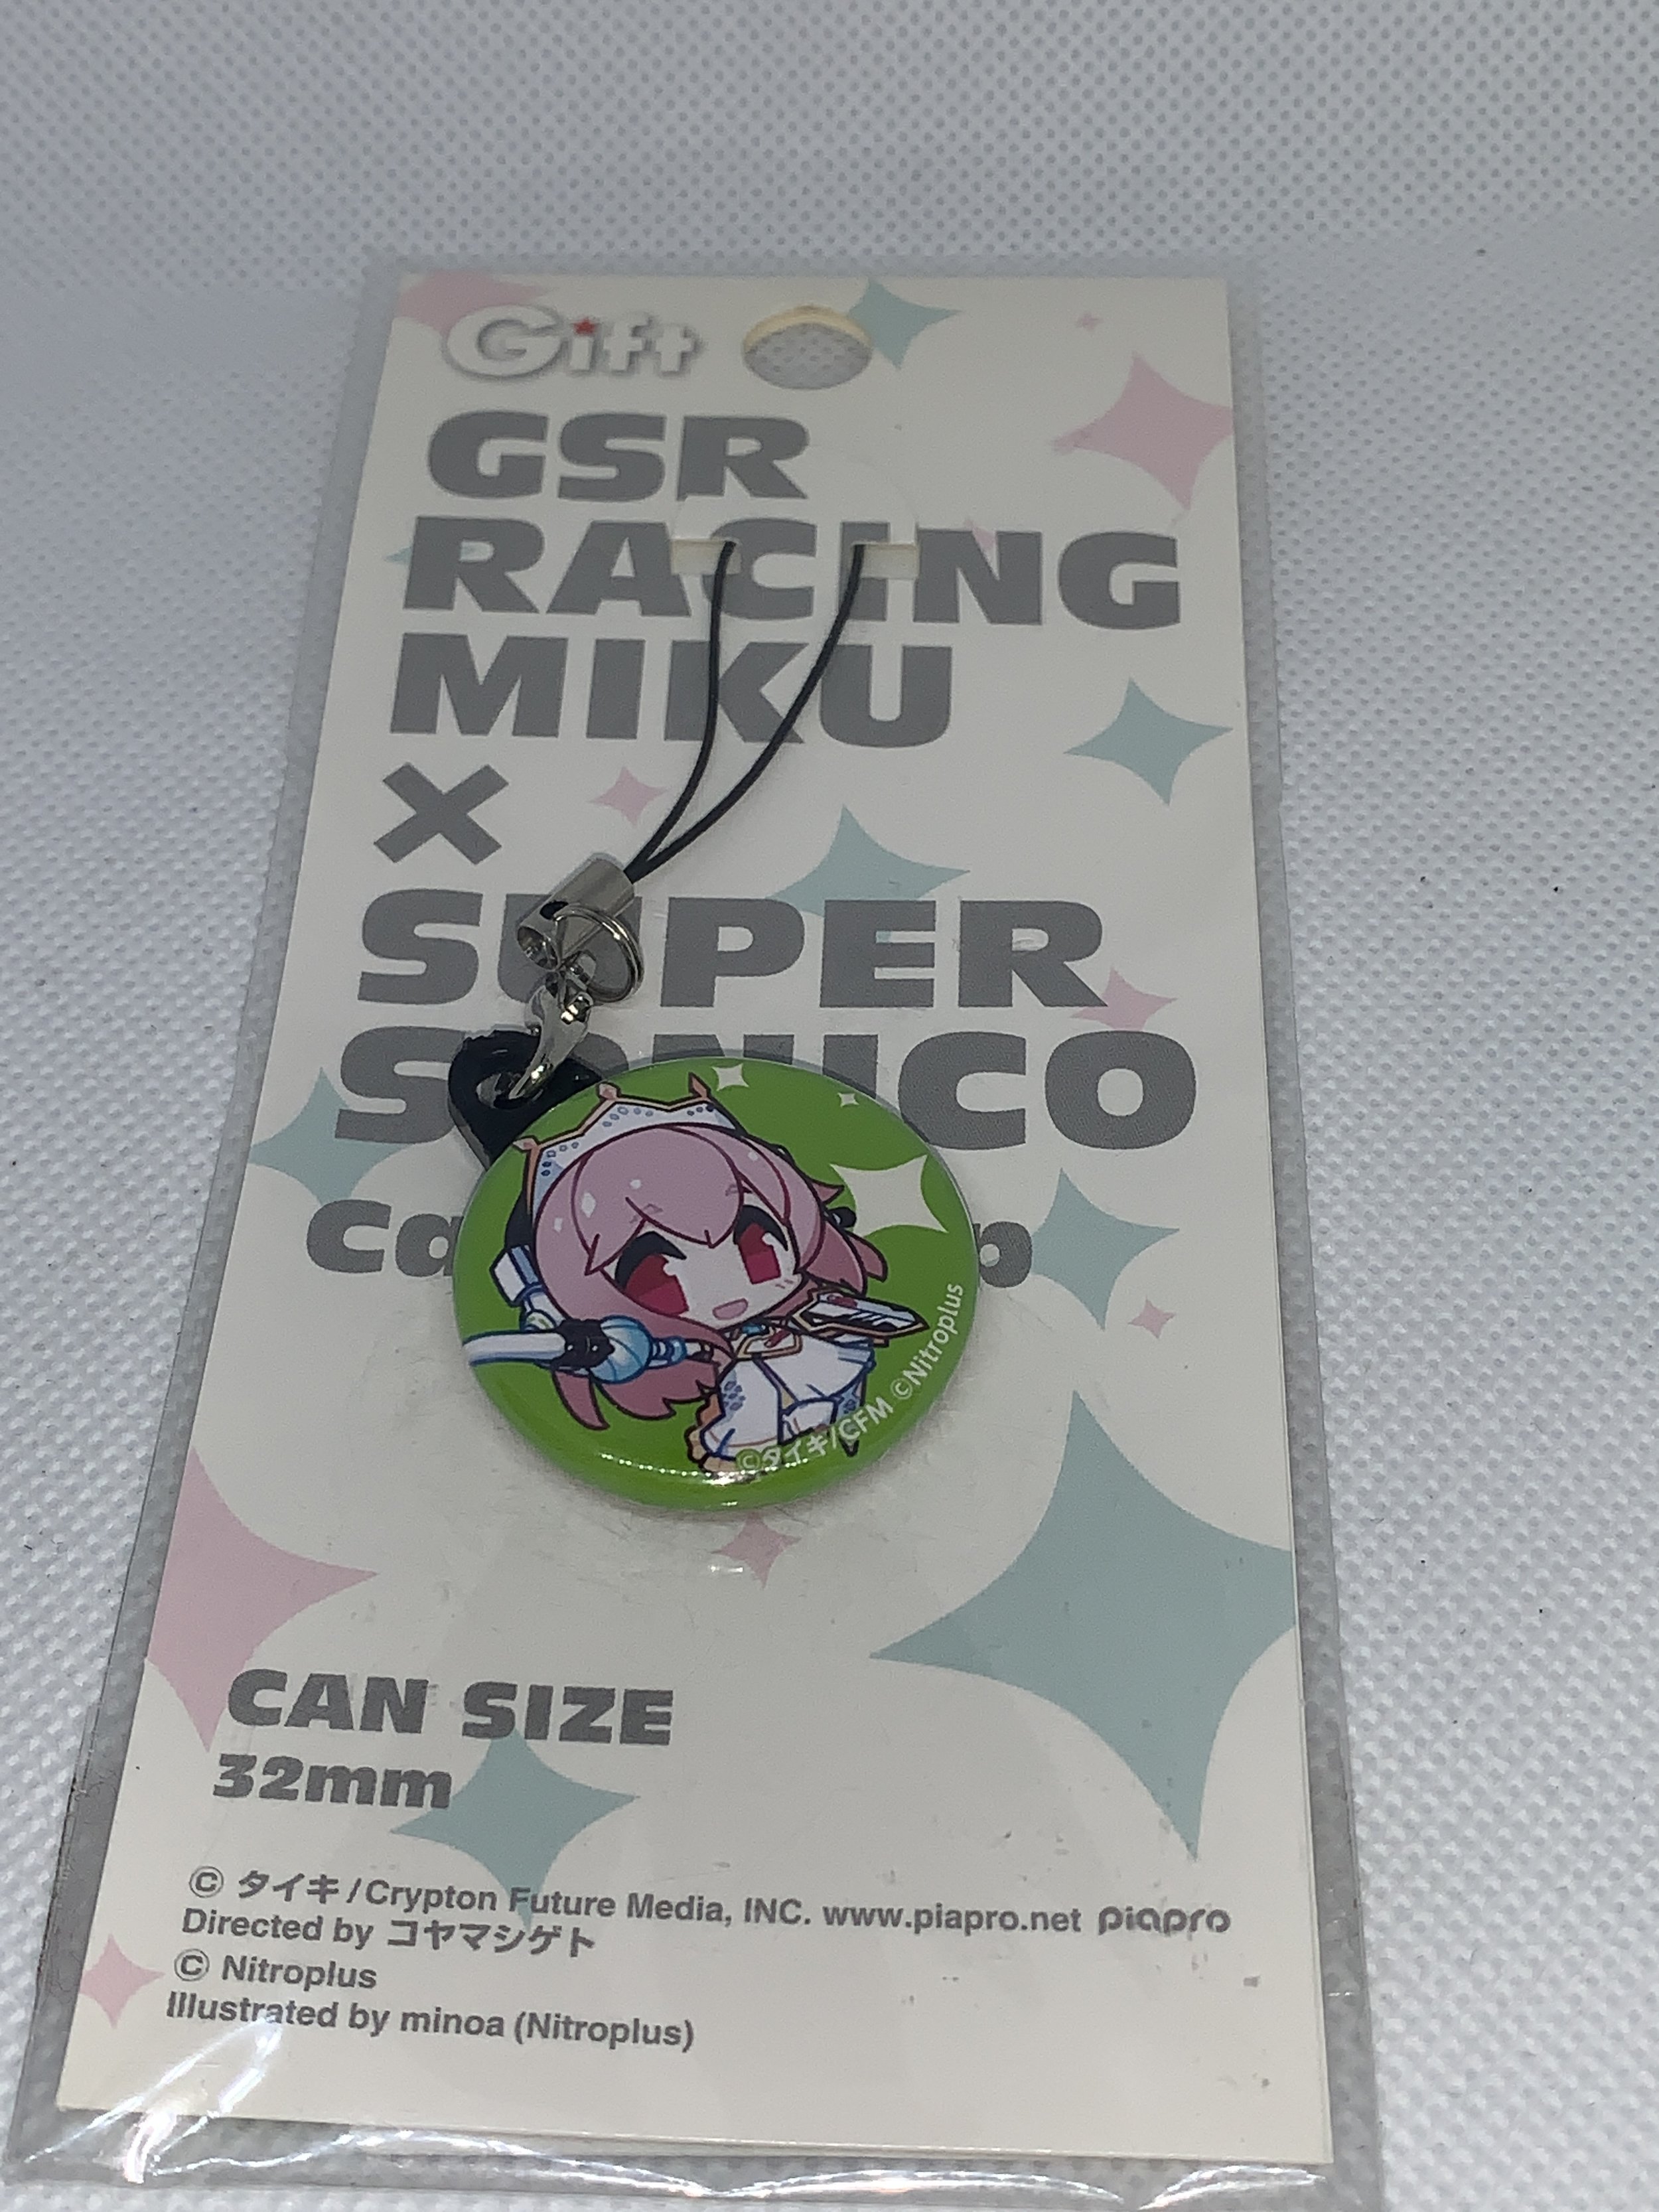 Gift
GSR
RACING
MIKU
×
SUPER
SONICO
©タイキ/CFM ©Nitroplus
CAN SIZE
32mm
© タイキ/Crypton Future Media, INC. www.piapro.net piapro
Directed by コヤマシゲト
© Nitroplus
Illustrated by minoa (Nitroplus)